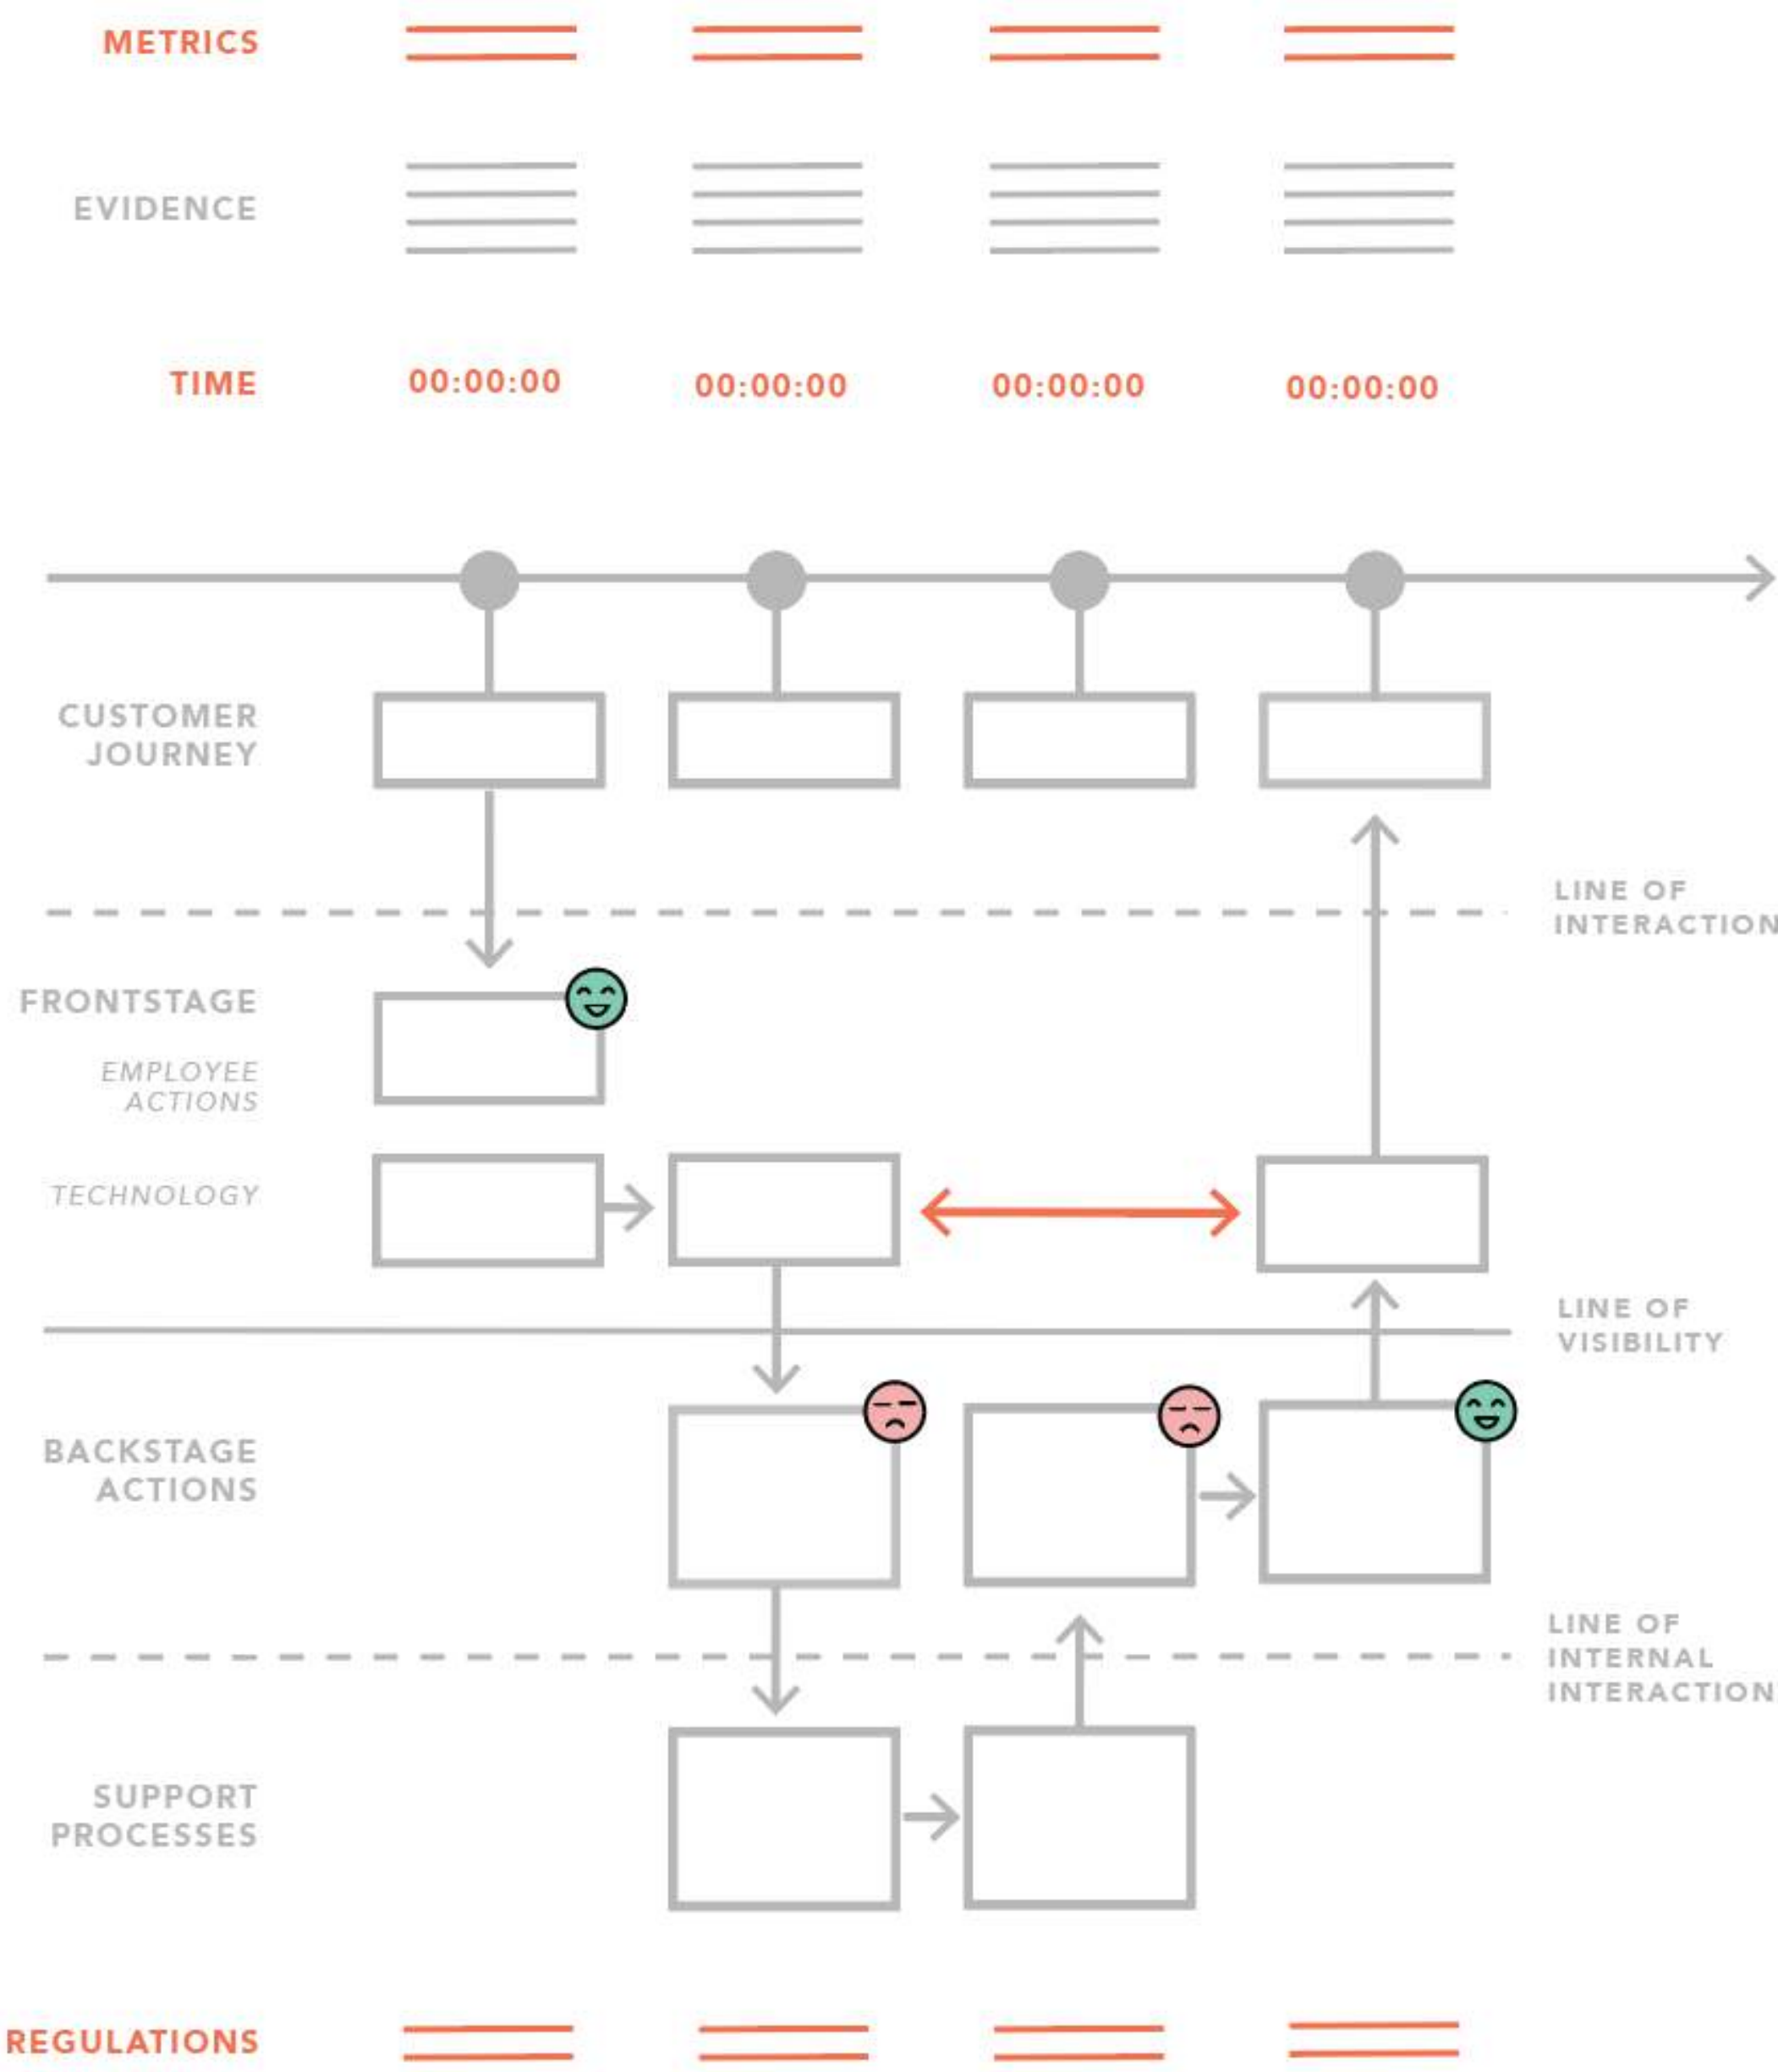 METRICS
EVIDENCE
TIME 00:00:00 00:00:00 00:00:00 00:00:00
CUSTOMER
JOURNEY
LINE OF
INTERACTION
FRONTSTAGE
EMPLOYEE
ACTIONS
TECHNOLOGY
LINE OF
VISIBILITY
BACKSTAGE
ACTIONS
LINE OF
INTERNAL
INTERACTION
SUPPORT
PROCESSES
REGULATIONS